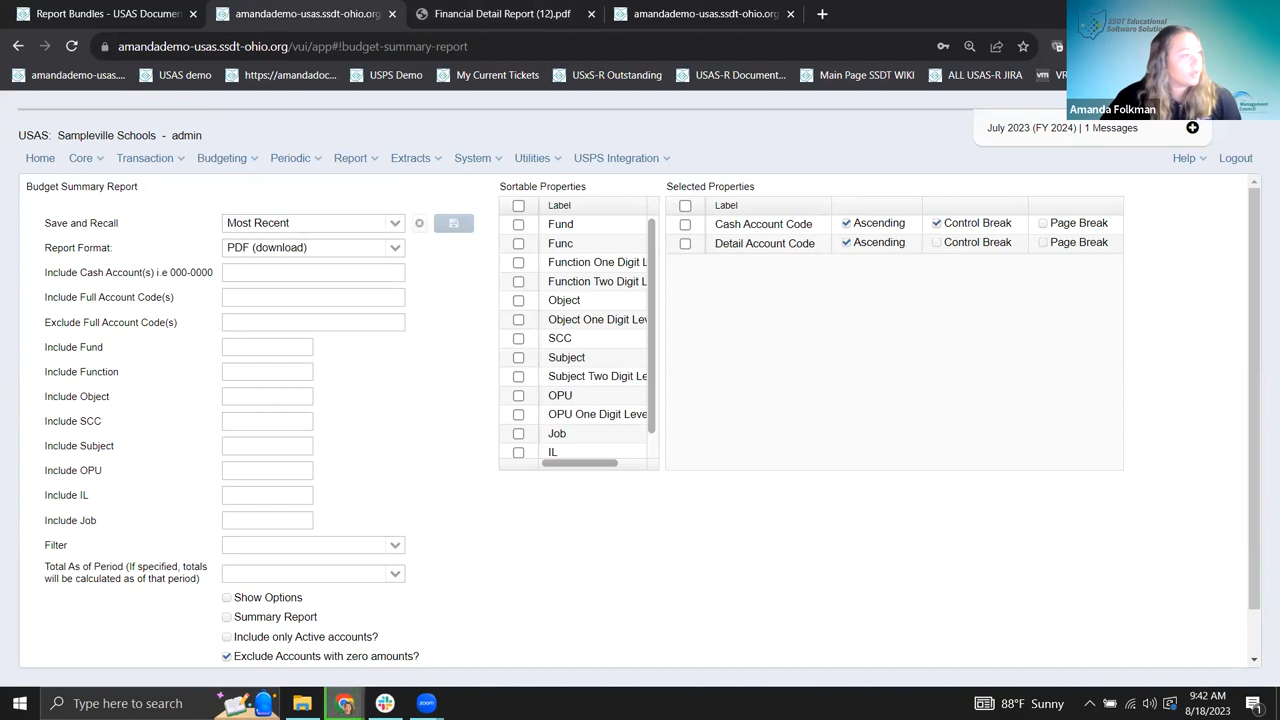 Report Bundles - USAS Document
amandademo-usas.ssdt-ohio.org
Financial Detail Report (12).pdf
amandademo-usas.ssdt-ohio.org
amandademo-usas.ssdt-ohio.org/vui/app#!budget-summary-report
amandademo-usas....
USAS demo
https://amandadoc...
USPS Demo
My Current Tickets
USxS-R Outstanding
USAS-R Document...
Main Page SSDT WIKI
ALL USAS-R JIRA
SSDT Educational
Software Solutio
Amanda Folkman
Management
Council
USAS: Sampleville Schools - admin
July 2023 (FY 2024) | 1 Messages
Home Core Transaction Budgeting Periodic Report Extracts System Utilities USPS Integration
Help Logout
Budget Summary Report
Save and Recall
Most Recent
Report Format:
PDF (download)
Include Cash Account(s) i.e 000-0000
Include Full Account Code(s)
Exclude Full Account Code(s)
Include Fund
Include Function
Include Object
Include SCC
Include Subject
Include OPU
Include IL
Include Job
Filter
Total As of Period (If specified, totals
will be calculated as of that period)
Show Options
Summary Report
Include only Active accounts?
Exclude Accounts with zero amounts?
Sortable Properties
Label
Fund
Func
Function One Digit L
Function Two Digit L
Object
Object One Digit Lev
SCC
Subject
Subject Two Digit Le
OPU
OPU One Digit Leve
Job
IL
Selected Properties
Label
Cash Account Code Ascending Control Break Page Break
Detail Account Code Ascending Control Break Page Break
Type here to search
zoom
88°F Sunny
9:42 AM
8/18/2023
1